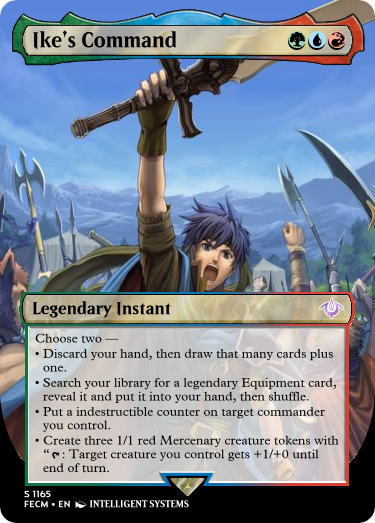 Ike's Command
Legendary Instant
Choose two —
• Discard your hand, then draw that many cards plus
one.
• Search your library for a legendary Equipment card,
reveal it and put it into your hand, then shuffle.
• Put a indestructible counter on target commander
you control.
• Create three 1/1 red Mercenary creature tokens with
“T: Target creature you control gets +1/+0 until
end of turn.
S 1165
FECM • EN INTELLIGENT SYSTEMS